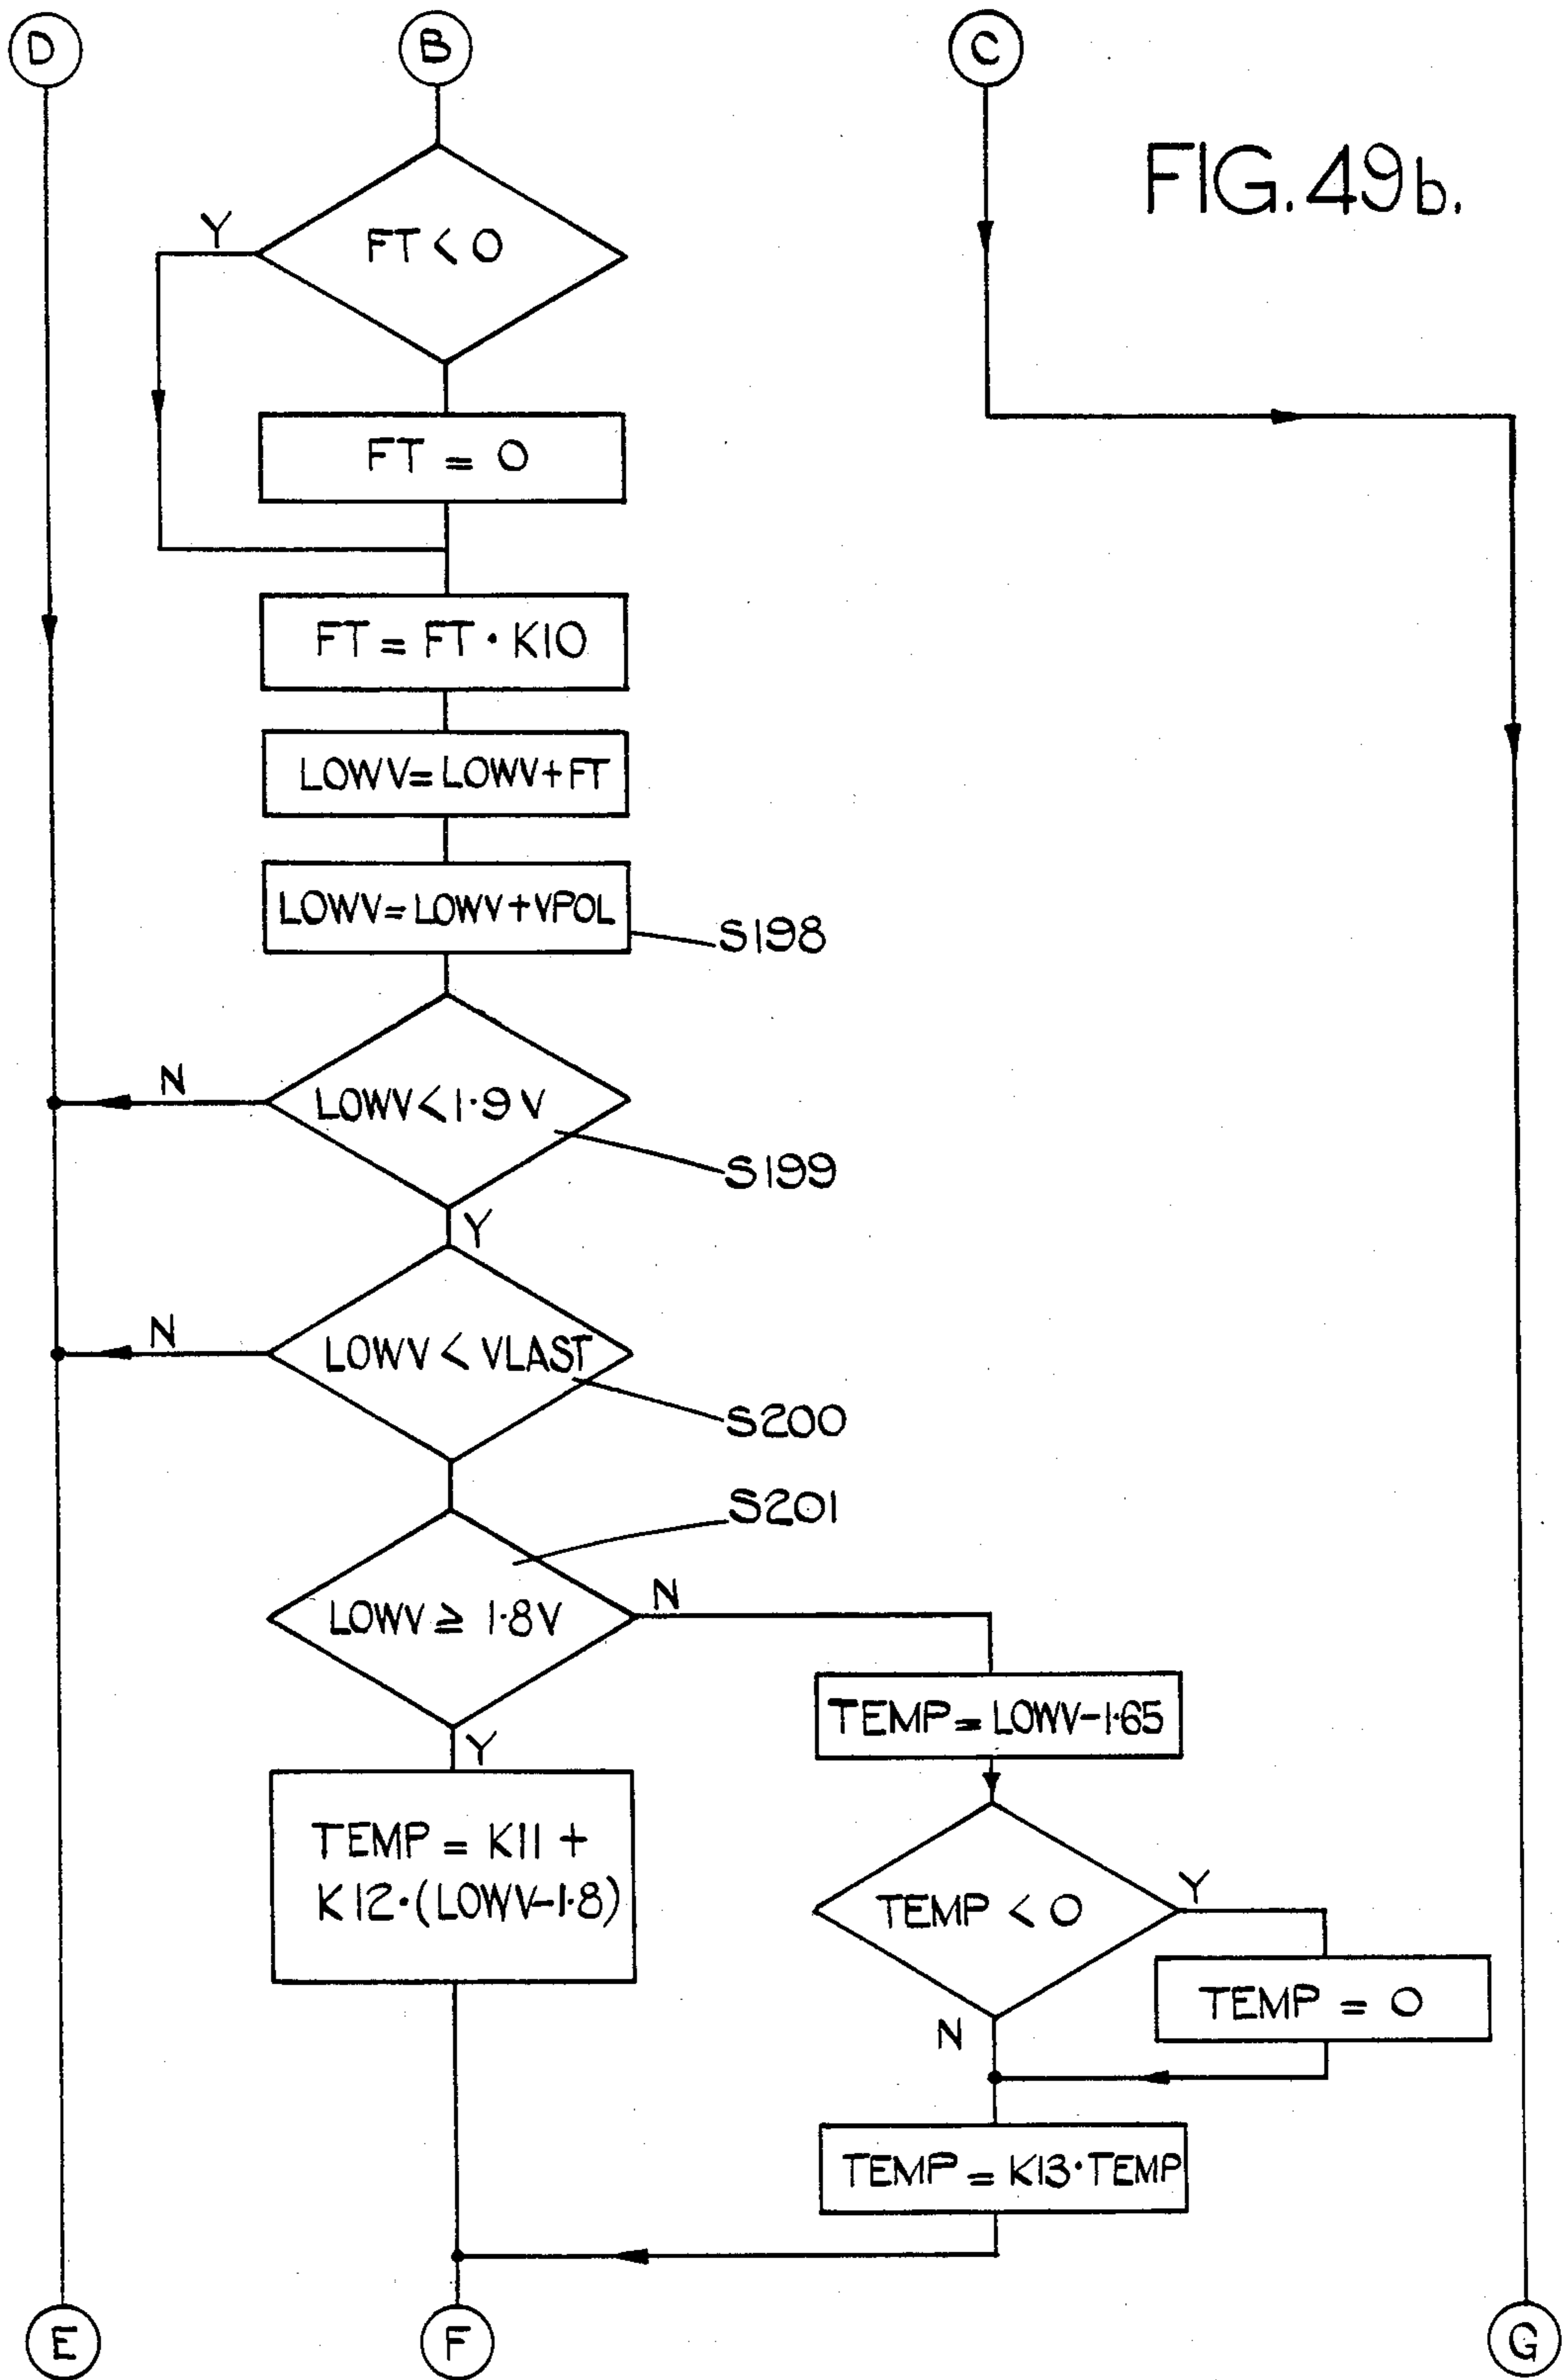 D
B
C
FIG. 49b.
Y
FT < 0
FT = 0
FT = FT · K10
LOWV = LOWV + FT
LOWV = LOWV + VPOL
S198
N
LOWV < 1·9 V
S199
Y
N
LOWV < VLAST
S200
S201
LOWV ≥ 1·8V
N
TEMP = LOWV-1·65
Y
TEMP = K11 +
K12·(LOWV-1·8)
TEMP < 0
Y
TEMP = 0
N
TEMP = K13·TEMP
E
F
G